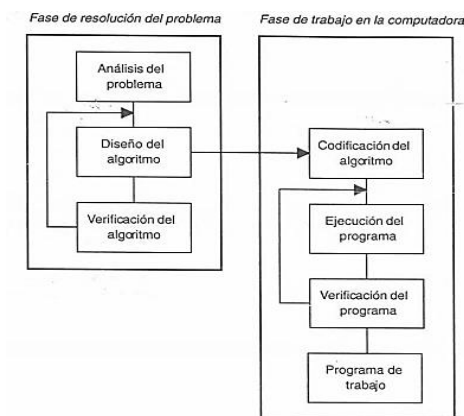 Fase de resolución del problema
Análisis del
problema
Diseño del
algoritmo
Verificación del
algoritmo
Fase de trabajo en la computadora
Codificación del
algoritmo
Ejecución del
programa
Verificación del
programa
Programa de
trabajo